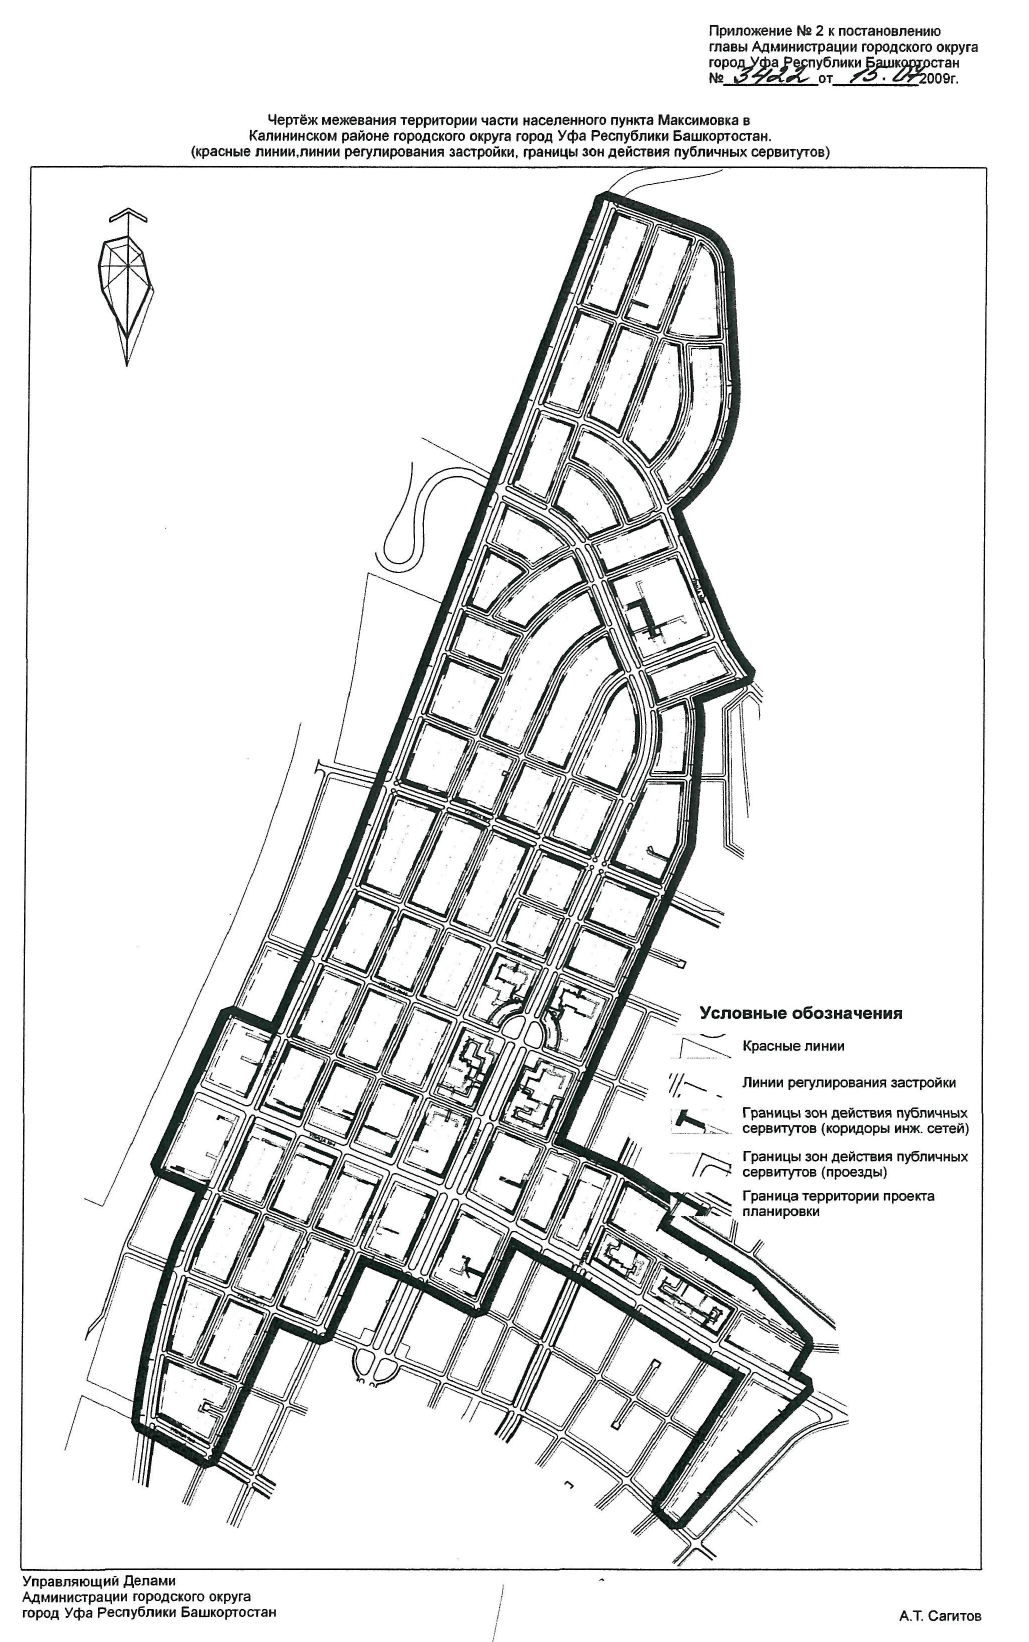 Приложение № 2 к постановлению
главы Администрации городского округа
город Уфа Республики Башкортостан
№ 3422 от 15.07 2009г.
Чертёж межевания территории части населенного пункта Максимовка в
Калининском районе городского округа город Уфа Республики Башкортостан.
(красные линии,линии регулирования застройки, границы зон действия публичных сервитутов)
Условные обозначения
Красные линии
Линии регулирования застройки
Границы зон действия публичных
сервитутов (коридоры инж. сетей)
Границы зон действия публичных
сервитутов (проезды)
Граница территории проекта
планировки
Управляющий Делами
Администрации городского округа
город Уфа Республики Башкортостан
А.Т. Сагитов